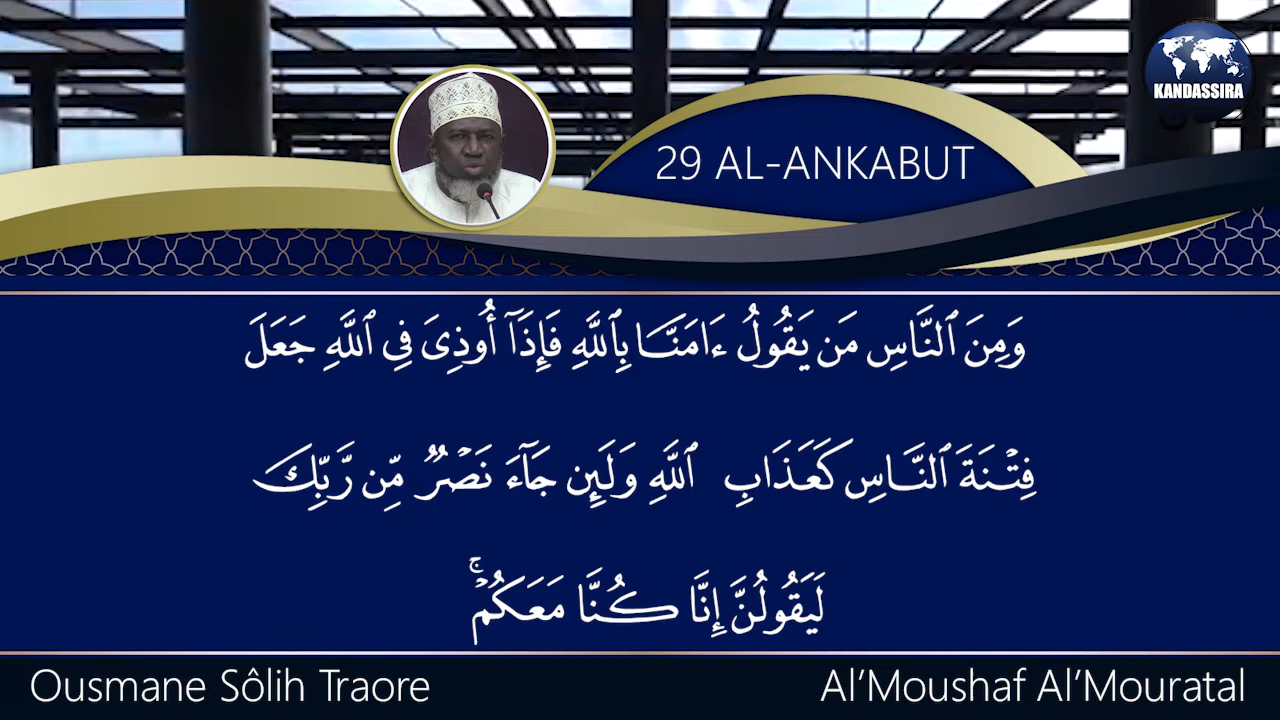 KANDASSIRA
29 AL-ANKABUT
وَمِنَ ٱلنَّاسِ مَن يَقُولُ ءَامَنَّا بِٱللَّهِ فَإِذَآ أُوذِىَ فِى ٱللَّهِ جَعَلَ
فِتْنَةَ ٱلنَّاسِ كَعَذَابِ ٱللَّهِ وَلَئِن جَآءَ نَصْرٌ مِّن رَّبِّكَ
لَيَقُولُنَّ إِنَّا كُنَّا مَعَكُمْ ۚ
Ousmane Sôlih Traore
Al’Moushaf Al’Mouratal